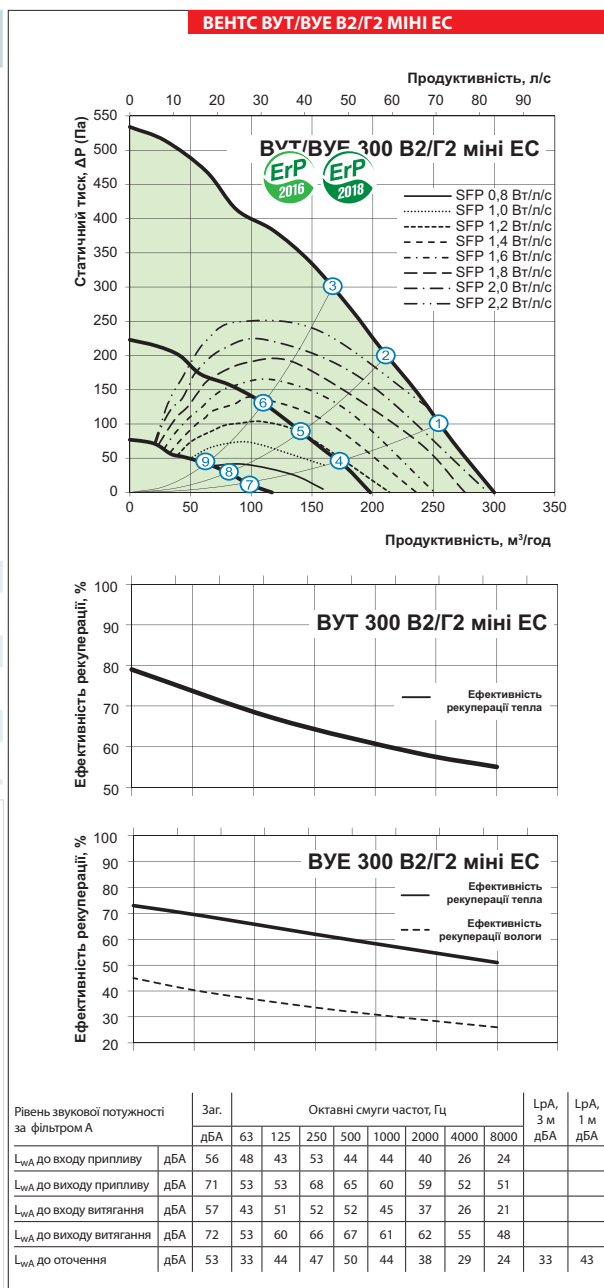 ВЕНТС ВУТ/ВУЕ В2/Г2 МІНІ ЕС
Продуктивність, л/с
0 10 20 30 40 50 60 70 80 90
ВУТ/ВУЕ 300 В2/Г2 міні ЕС
ErP
2016
ErP
2018
Статичний тиск, ΔP (Па)
550
500
450
400
350
300
250
200
150
100
50
0
SFP 0,8 Вт/л/с
SFP 1,0 Вт/л/с
SFP 1,2 Вт/л/с
SFP 1,4 Вт/л/с
SFP 1,6 Вт/л/с
SFP 1,8 Вт/л/с
SFP 2,0 Вт/л/с
SFP 2,2 Вт/л/с
3
2
1
6
5
4
9
8
7
0 50 100 150 200 250 300 350
Продуктивність, м³/год
Ефективність рекуперації, %
100
90
80
70
60
50
ВУТ 300 В2/Г2 міні ЕС
Ефективність
рекуперації тепла
Ефективність рекуперації, %
100
90
80
70
60
50
40
30
20
ВУЕ 300 В2/Г2 міні ЕС
Ефективність
рекуперації тепла
Ефективність
рекуперації вологи
Рівень звукової потужності
за фільтром А
Заг. Октавні смуги частот, Гц LpA, 3 м дБА LpA, 1 м дБА
дБА 63 125 250 500 1000 2000 4000 8000
LwA до входу припливу дБА 56 48 43 53 44 44 40 26 24
LwA до виходу припливу дБА 71 53 53 68 65 60 59 52 51
LwA до входу витягання дБА 57 43 51 52 52 45 37 26 21
LwA до виходу витягання дБА 72 53 60 66 67 61 62 55 48
LwA до оточення дБА 53 33 44 47 50 44 38 29 24 33 43